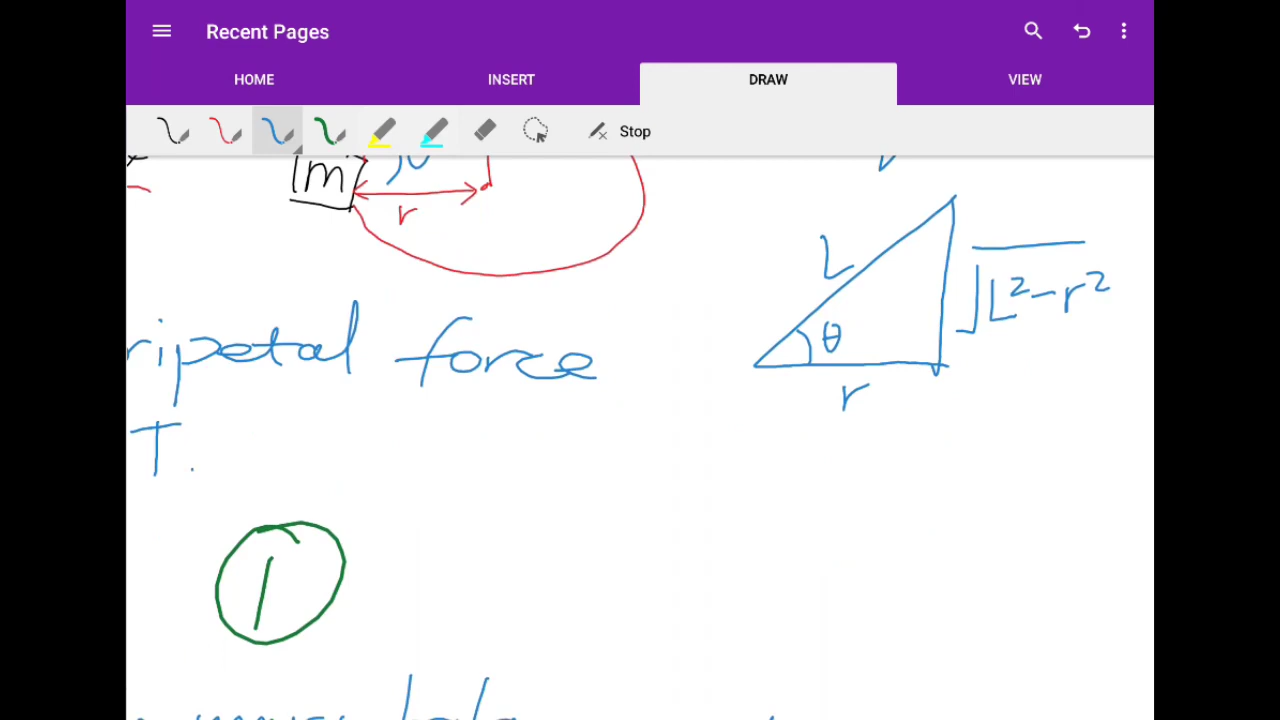 Recent Pages
HOME INSERT DRAW VIEW
Stop
m
r
L
√L²-r²
θ
r
ripetal force
T.
1